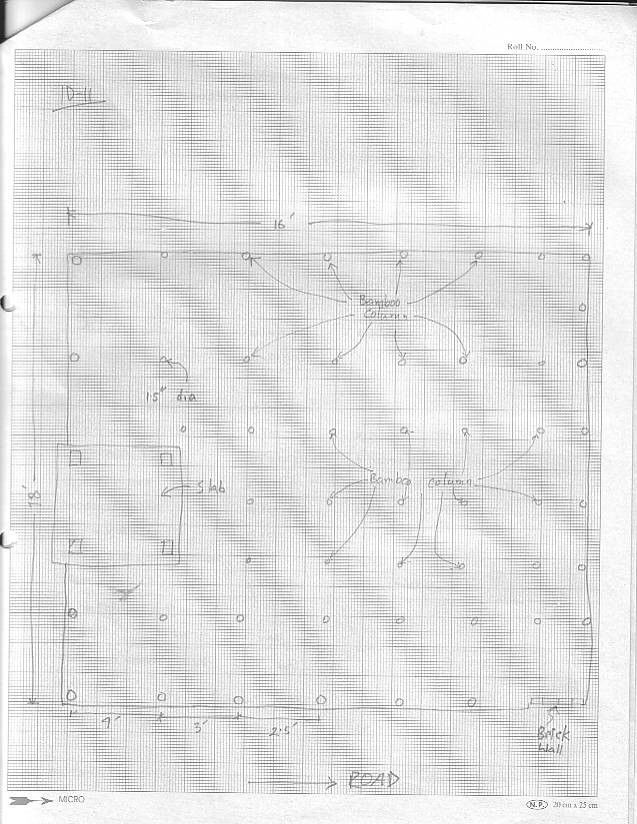 Roll No.
ID-11
16'
Bamboo
Column
1.5" dia
Bamboo Column
Slab
18'
4' 3' 2.5'
Brick
Wall
ROAD
MICRO
N.P. 20 cm x 25 cm